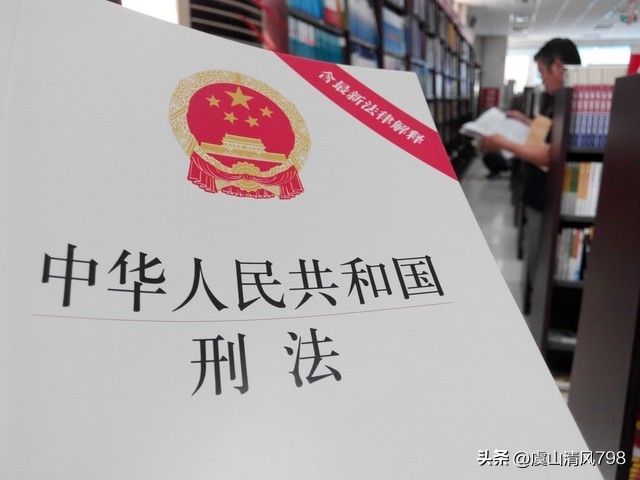 含最新法律解释
中华人民共和国
刑法
头条 @虞山清风798